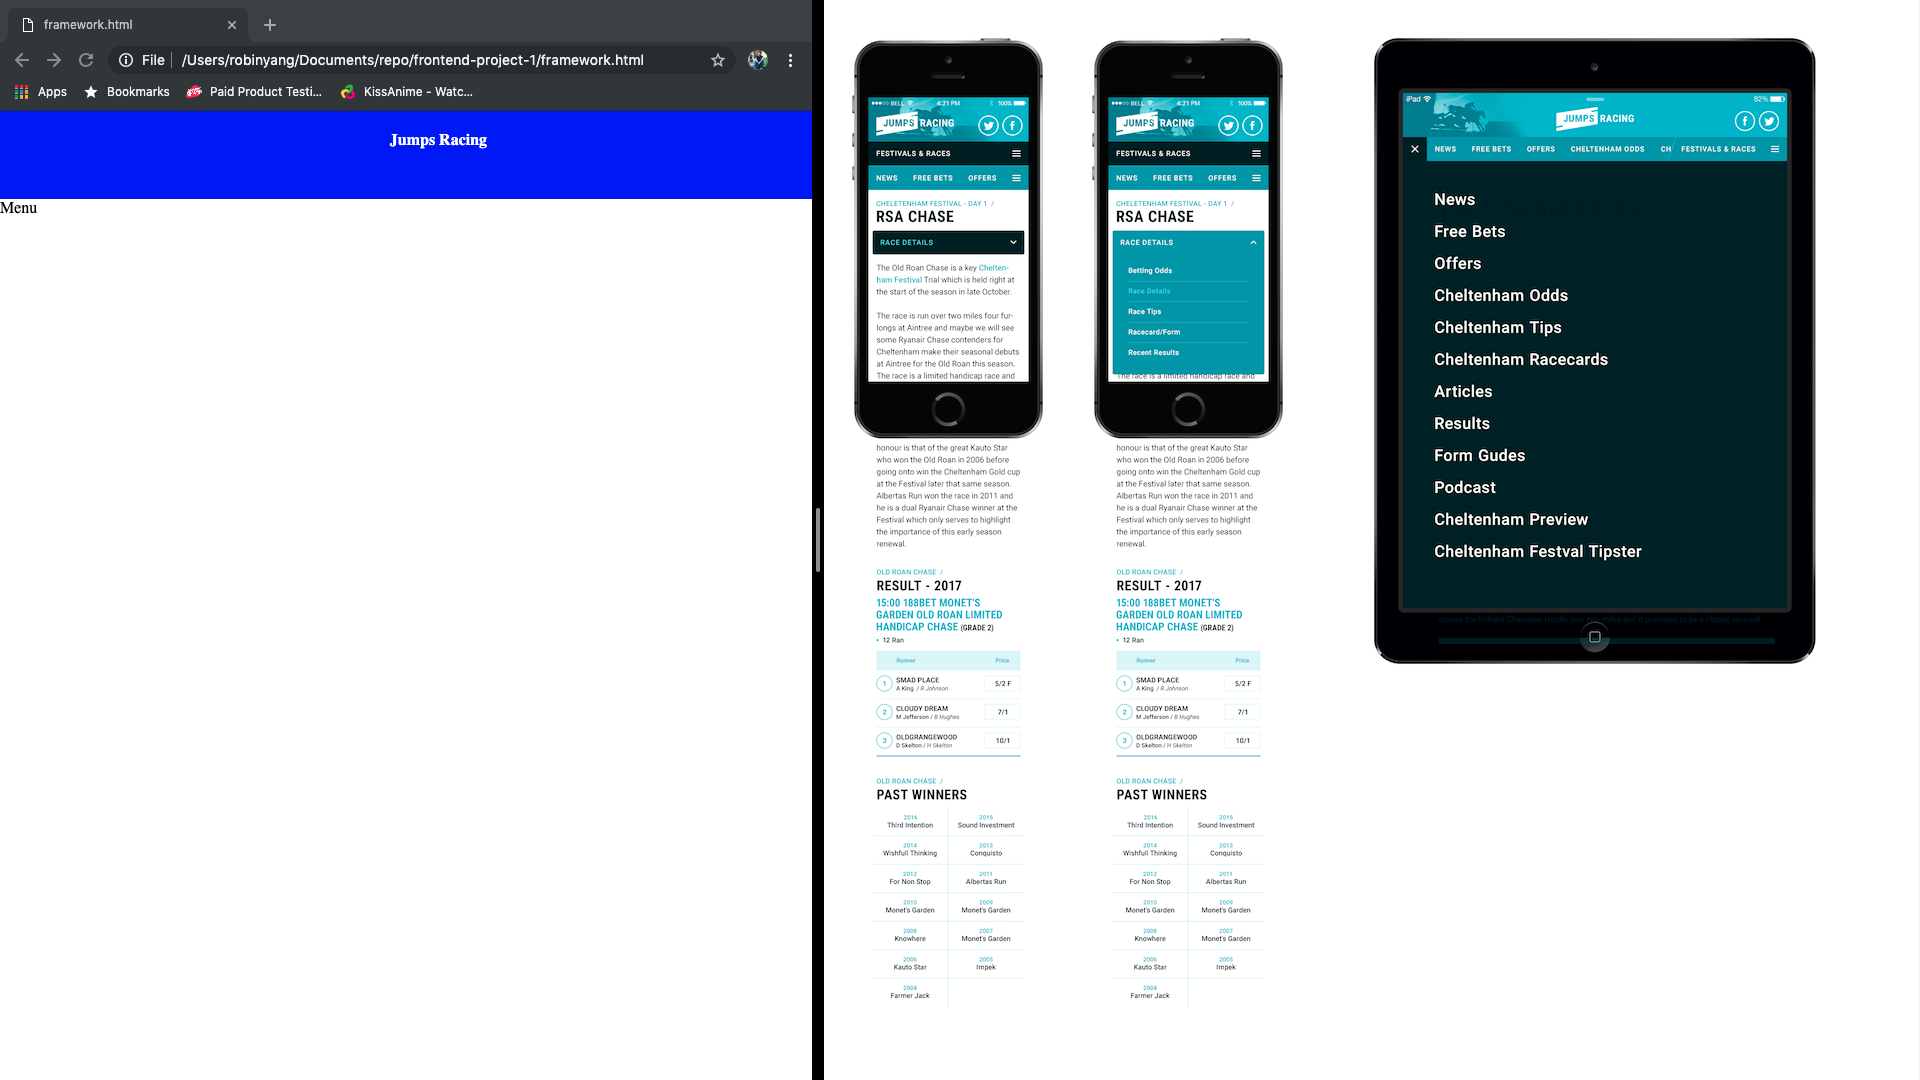 framework.html
File /Users/robinyang/Documents/repo/frontend-project-1/framework.html
Apps Bookmarks Paid Product Testi... KissAnime - Watc...
Jumps Racing
Menu
BELL 4:21 PM 100%
JUMPS RACING
FESTIVALS & RACES
NEWS FREE BETS OFFERS
CHELETENHAM FESTIVAL - DAY 1 /
RSA CHASE
RACE DETAILS
The Old Roan Chase is a key Chelten-
ham Festival Trial which is held right at
the start of the season in late October.
The race is run over two miles four fur-
longs at Aintree and maybe we will see
some Ryanair Chase contenders for
Cheltenham make their seasonal debuts
at Aintree for the Old Roan this season.
The race is a limited handicap race and
honour is that of the great Kauto Star
who won the Old Roan in 2006 before
going onto win the Cheltenham Gold cup
at the Festival later that same season.
Albertas Run won the race in 2011 and
he is a dual Ryanair Chase winner at the
Festival which only serves to highlight
the importance of this early season
renewal.
OLD ROAN CHASE /
RESULT - 2017
15:00 188BET MONET'S
GARDEN OLD ROAN LIMITED
HANDICAP CHASE (GRADE 2)
• 12 Ran
Runner Price
1 SMAD PLACE 5/2 F
A King / R Johnson
2 CLOUDY DREAM 7/1
M Jefferson / B Hughes
3 OLDGRANGEWOOD 10/1
D Skelton / H Skelton
OLD ROAN CHASE /
PAST WINNERS
2016 2015
Third Intention Sound Investment
2014 2013
Wishfull Thinking Conquisto
2012 2011
For Non Stop Albertas Run
2010 2009
Monet's Garden Monet's Garden
2008 2007
Knowhere Monet's Garden
2006 2005
Kauto Star Impek
2004
Farmer Jack
BELL 4:21 PM 100%
JUMPS RACING
FESTIVALS & RACES
NEWS FREE BETS OFFERS
CHELETENHAM FESTIVAL - DAY 1 /
RSA CHASE
RACE DETAILS
Betting Odds
Race Details
Race Tips
Racecard/Form
Recent Results
The race is a limited handicap race and
honour is that of the great Kauto Star
who won the Old Roan in 2006 before
going onto win the Cheltenham Gold cup
at the Festival later that same season.
Albertas Run won the race in 2011 and
he is a dual Ryanair Chase winner at the
Festival which only serves to highlight
the importance of this early season
renewal.
OLD ROAN CHASE /
RESULT - 2017
15:00 188BET MONET'S
GARDEN OLD ROAN LIMITED
HANDICAP CHASE (GRADE 2)
• 12 Ran
Runner Price
1 SMAD PLACE 5/2 F
A King / R Johnson
2 CLOUDY DREAM 7/1
M Jefferson / B Hughes
3 OLDGRANGEWOOD 10/1
D Skelton / H Skelton
OLD ROAN CHASE /
PAST WINNERS
2016 2015
Third Intention Sound Investment
2014 2013
Wishfull Thinking Conquisto
2012 2011
For Non Stop Albertas Run
2010 2009
Monet's Garden Monet's Garden
2008 2007
Knowhere Monet's Garden
2006 2005
Kauto Star Impek
2004
Farmer Jack
iPad 82%
JUMPS RACING
NEWS FREE BETS OFFERS CHELTENHAM ODDS CH FESTIVALS & RACES
News
Free Bets
Offers
Cheltenham Odds
Cheltenham Tips
Cheltenham Racecards
Articles
Results
Form Gudes
Podcast
Cheltenham Preview
Cheltenham Festval Tipster